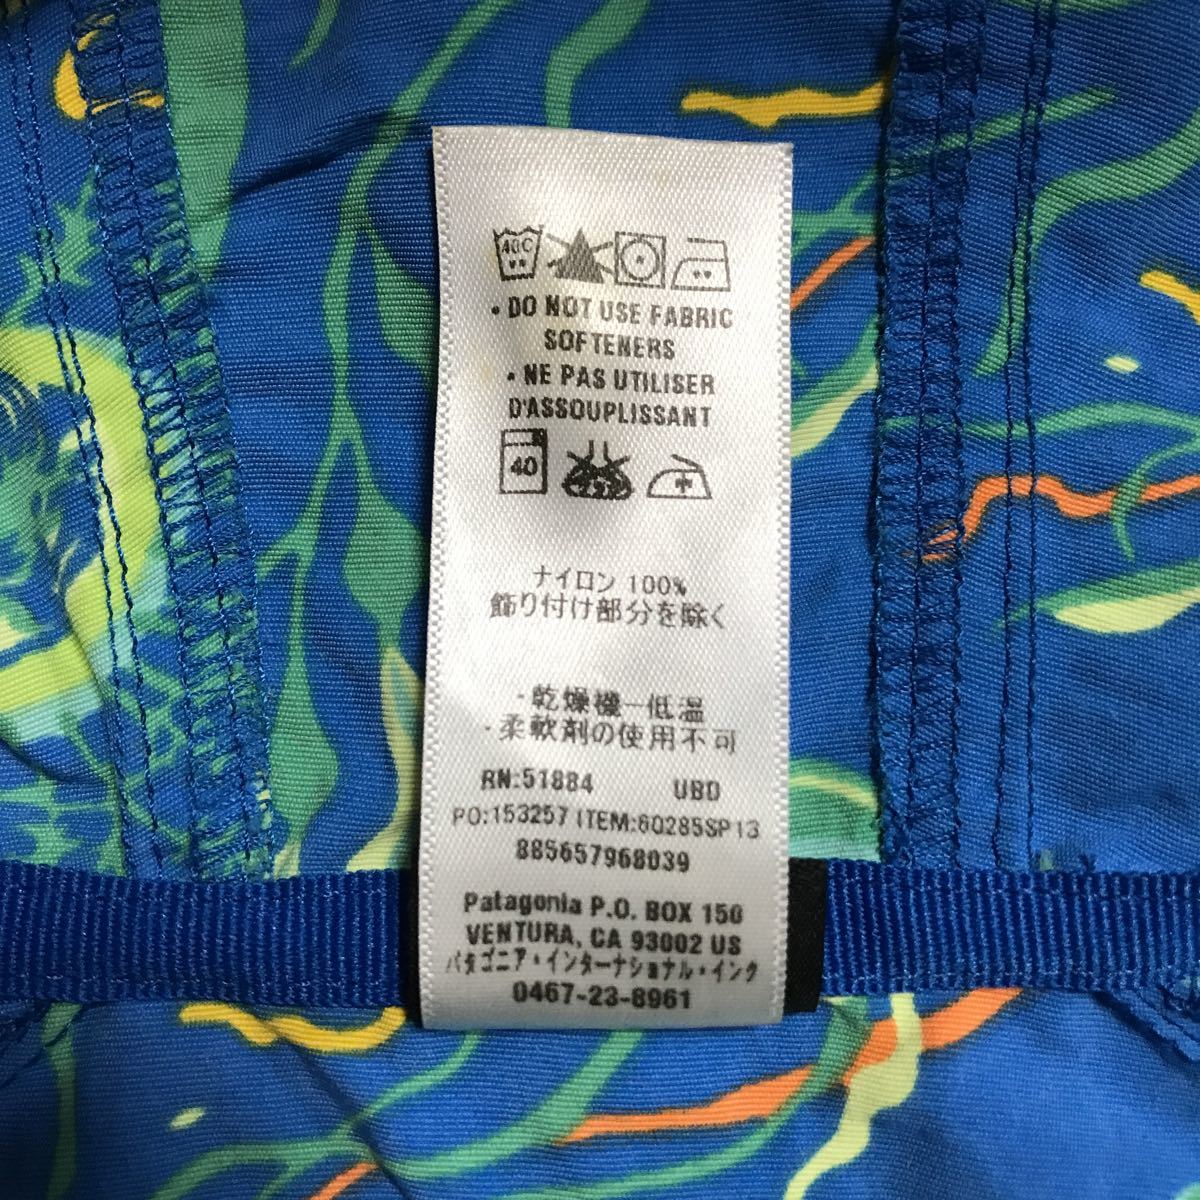 40C
• DO NOT USE FABRIC
SOFTENERS
• NE PAS UTILISER
D'ASSOUPLISSANT
40
ナイロン 100%
飾り付け部分を除く
・乾燥機ー低温
・柔軟剤の使用不可
RN:51884 UBD
PO:153257 ITEM:60285SP13
885657968039
Patagonia P.O. BOX 150
VENTURA, CA 93002 US
パタゴニア・インターナショナル・インク
0467-23-8961